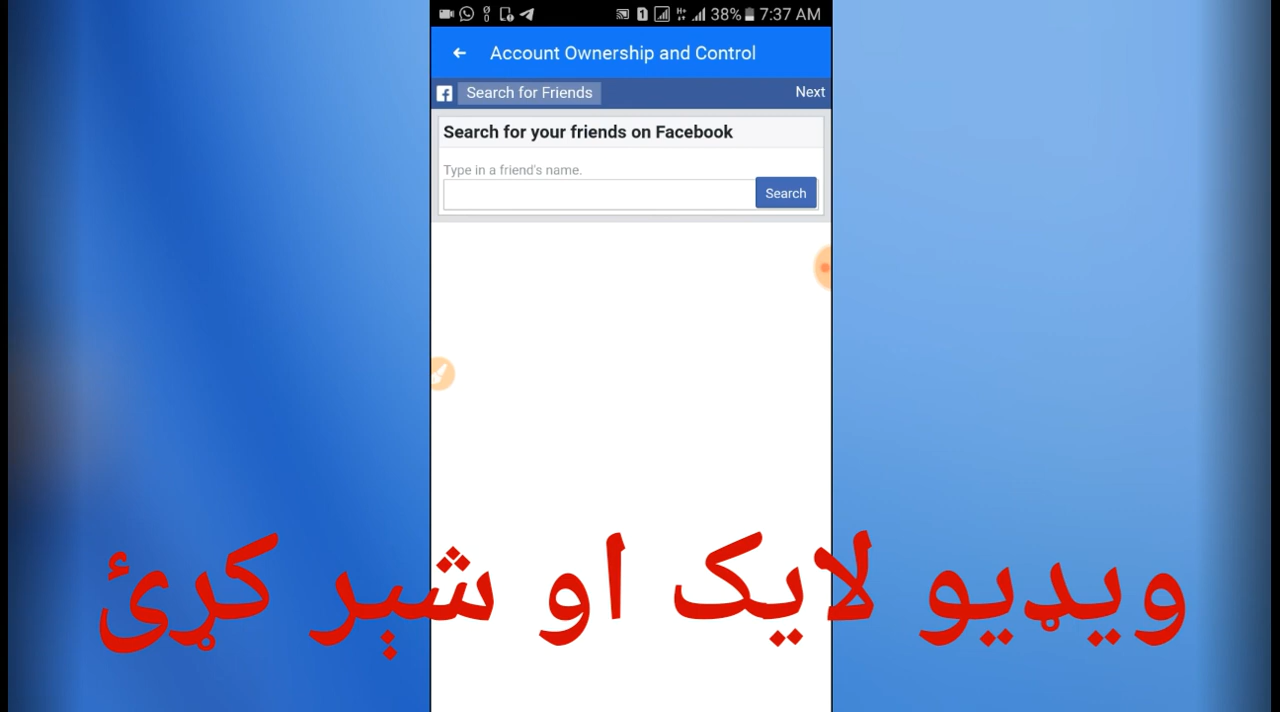 38% 7:37 AM
Account Ownership and Control
Search for Friends Next
Search for your friends on Facebook
Type in a friend's name.
Search
ویډیو لایک او شېر کړئ